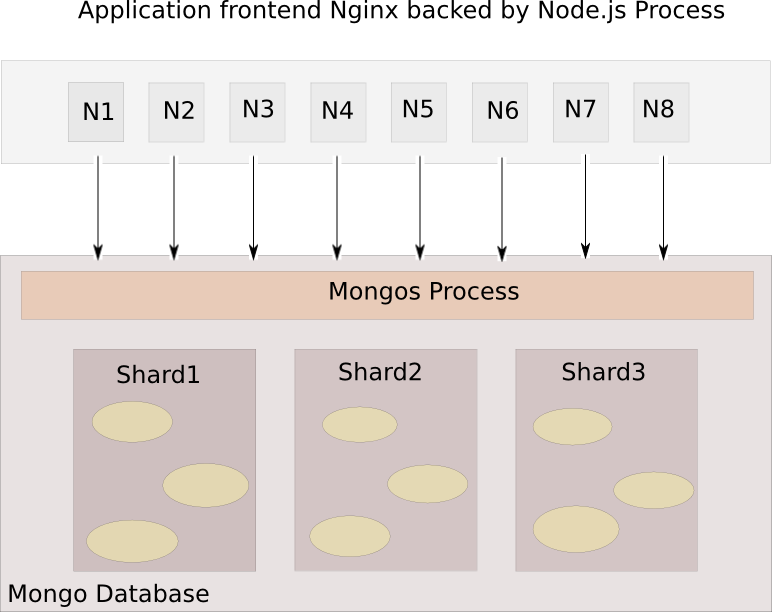 Application frontend Nginx backed by Node.js Process
N1 N2 N3 N4 N5 N6 N7 N8
Mongos Process
Shard1 Shard2 Shard3
Mongo Database